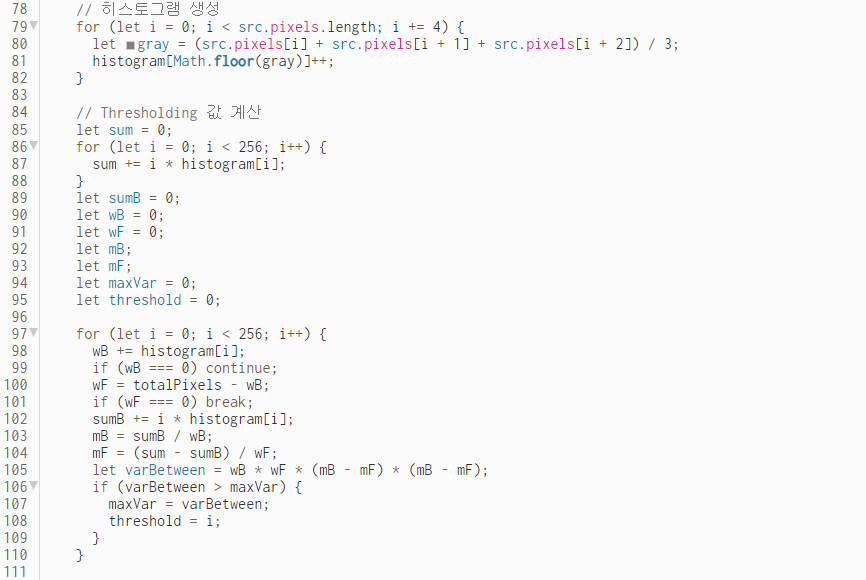 78 // 히스토그램 생성
79 for (let i = 0; i < src.pixels.length; i += 4) {
80 let gray = (src.pixels[i] + src.pixels[i + 1] + src.pixels[i + 2]) / 3;
81 histogram[Math.floor(gray)]++;
82 }
83
84 // Thresholding 값 계산
85 let sum = 0;
86 for (let i = 0; i < 256; i++) {
87 sum += i * histogram[i];
88 }
89 let sumB = 0;
90 let wB = 0;
91 let wF = 0;
92 let mB;
93 let mF;
94 let maxVar = 0;
95 let threshold = 0;
96
97 for (let i = 0; i < 256; i++) {
98 wB += histogram[i];
99 if (wB === 0) continue;
100 wF = totalPixels - wB;
101 if (wF === 0) break;
102 sumB += i * histogram[i];
103 mB = sumB / wB;
104 mF = (sum - sumB) / wF;
105 let varBetween = wB * wF * (mB - mF) * (mB - mF);
106 if (varBetween > maxVar) {
107 maxVar = varBetween;
108 threshold = i;
109 }
110 }
111